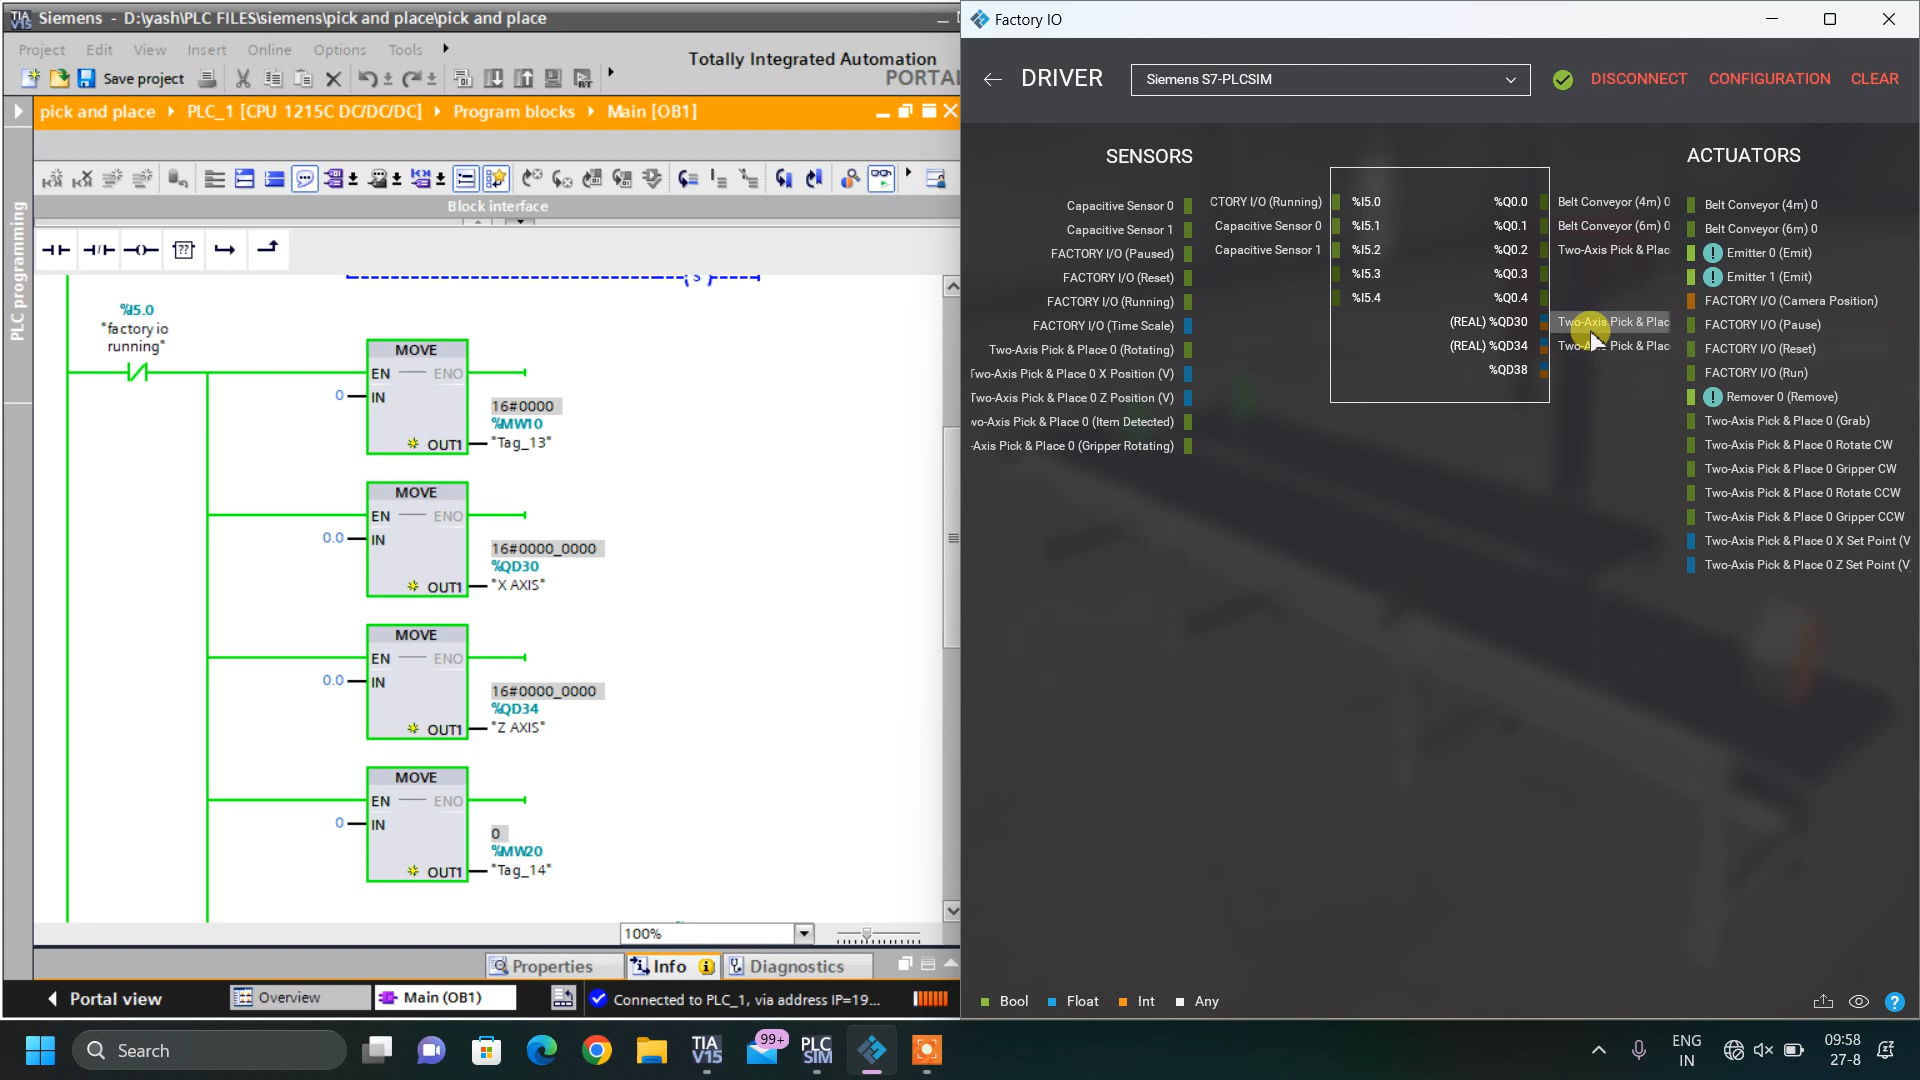 Siemens - D:\yash\PLC FILES\siemens\pick and place\pick and place
Project Edit View Insert Online Options Tools
Totally Integrated Automation
PORTAL
Save project
pick and place PLC_1 [CPU 1215C DC/DC/DC] Program blocks Main [OB1]
Block interface
PLC programming
??
( S )
%I5.0
"factory io
running"
MOVE
EN ENO
0 IN
16#0000
%MW10
OUT1 "Tag_13"
MOVE
EN ENO
0.0 IN
16#0000_0000
%QD30
OUT1 "X AXIS"
MOVE
EN ENO
0.0 IN
16#0000_0000
%QD34
OUT1 "Z AXIS"
MOVE
EN ENO
0 IN
0
%MW20
OUT1 "Tag_14"
100%
Properties Info Diagnostics
Portal view Overview Main (OB1) Connected to PLC_1, via address IP=19...
Factory IO
DRIVER Siemens S7-PLCSIM DISCONNECT CONFIGURATION CLEAR
SENSORS
Capacitive Sensor 0
Capacitive Sensor 1
FACTORY I/O (Paused)
FACTORY I/O (Reset)
FACTORY I/O (Running)
FACTORY I/O (Time Scale)
Two-Axis Pick & Place 0 (Rotating)
Two-Axis Pick & Place 0 X Position (V)
Two-Axis Pick & Place 0 Z Position (V)
wo-Axis Pick & Place 0 (Item Detected)
-Axis Pick & Place 0 (Gripper Rotating)
CTORY I/O (Running) %I5.0 %Q0.0 Belt Conveyor (4m) 0
Capacitive Sensor 0 %I5.1 %Q0.1 Belt Conveyor (6m) 0
Capacitive Sensor 1 %I5.2 %Q0.2 Two-Axis Pick & Plac
%I5.3 %Q0.3
%I5.4 %Q0.4
(REAL) %QD30 Two-Axis Pick & Plac
(REAL) %QD34 Pick & Plac
%QD38
ACTUATORS
Belt Conveyor (4m) 0
Belt Conveyor (6m) 0
! Emitter 0 (Emit)
! Emitter 1 (Emit)
FACTORY I/O (Camera Position)
FACTORY I/O (Pause)
FACTORY I/O (Reset)
FACTORY I/O (Run)
! Remover 0 (Remove)
Two-Axis Pick & Place 0 (Grab)
Two-Axis Pick & Place 0 Rotate CW
Two-Axis Pick & Place 0 Gripper CW
Two-Axis Pick & Place 0 Rotate CCW
Two-Axis Pick & Place 0 Gripper CCW
Two-Axis Pick & Place 0 X Set Point (V
Two-Axis Pick & Place 0 Z Set Point (V
Bool Float Int Any
?
Search
TIA
V15
99+
PLC
SIM
ENG
IN
09:58
27-8